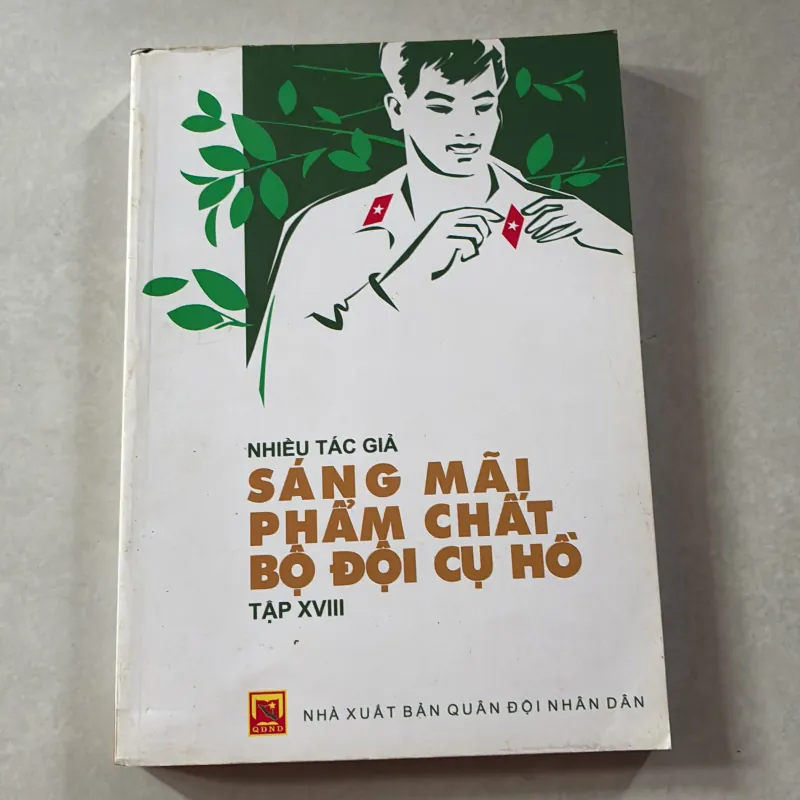 NHIỀU TÁC GIẢ
SÁNG MÃI
PHẨM CHẤT
BỘ ĐỘI CỤ HỒ
TẬP XVIII
QĐND
NHÀ XUẤT BẢN QUÂN ĐỘI NHÂN DÂN